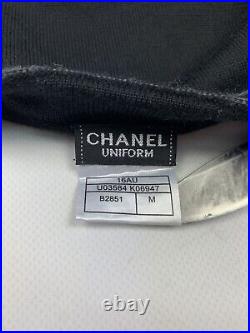 CHANEL
UNIFORM
16AU
U03564 K06947
B2851 M